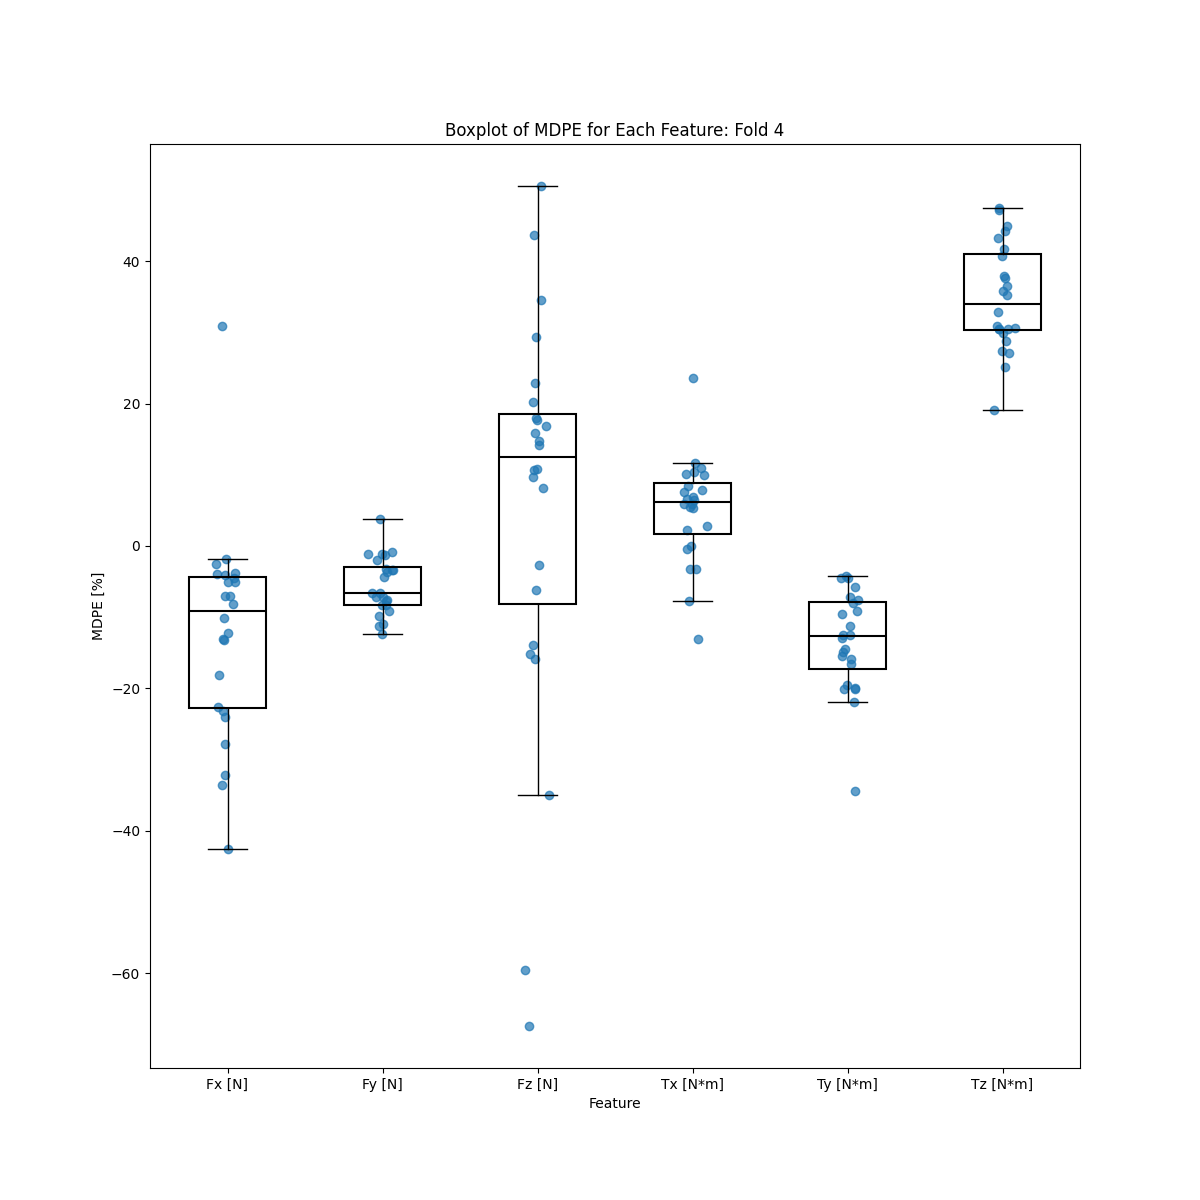 Boxplot of MDPE for Each Feature: Fold 4
MDPE [%]
40
20
0
−20
−40
−60
Fx [N] Fy [N] Fz [N] Tx [N*m] Ty [N*m] Tz [N*m]
Feature